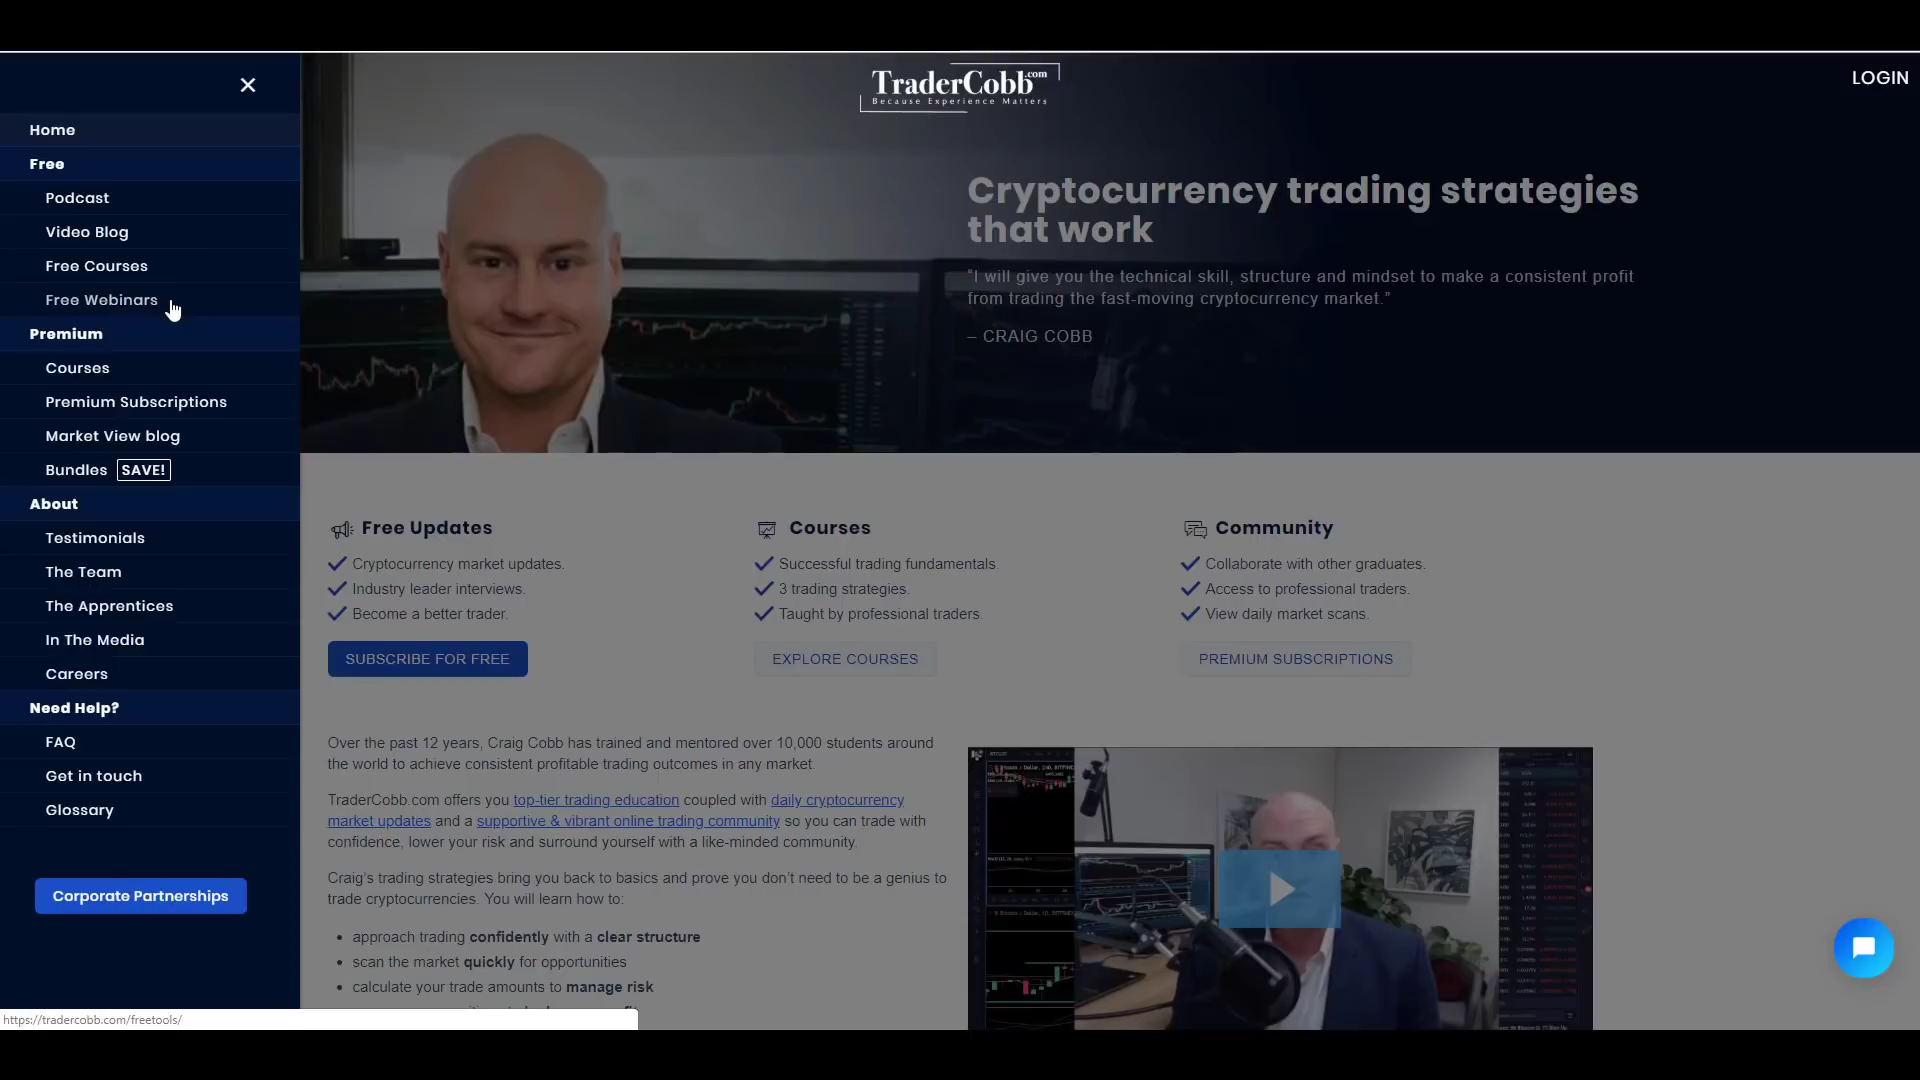 Home
Free
Podcast
Video Blog
Free Courses
Free Webinars
Premium
Courses
Premium Subscriptions
Market View blog
Bundles SAVE!
About
Testimonials
The Team
The Apprentices
In The Media
Careers
Need Help?
FAQ
Get in touch
Glossary
Corporate Partnerships
https://tradercobb.com/freetools/
TraderCobb.com
Because Experience Matters
LOGIN
Cryptocurrency trading strategies
that work
“I will give you the technical skill, structure and mindset to make a consistent profit
from trading the fast-moving cryptocurrency market.”
– CRAIG COBB
Free Updates
Cryptocurrency market updates.
Industry leader interviews.
Become a better trader.
SUBSCRIBE FOR FREE
Courses
Successful trading fundamentals.
3 trading strategies.
Taught by professional traders.
EXPLORE COURSES
Community
Collaborate with other graduates.
Access to professional traders.
View daily market scans.
PREMIUM SUBSCRIPTIONS
Over the past 12 years, Craig Cobb has trained and mentored over 10,000 students around
the world to achieve consistent profitable trading outcomes in any market.
TraderCobb.com offers you top-tier trading education coupled with daily cryptocurrency
market updates and a supportive & vibrant online trading community so you can trade with
confidence, lower your risk and surround yourself with a like-minded community.
Craig’s trading strategies bring you back to basics and prove you don’t need to be a genius to
trade cryptocurrencies. You will learn how to:
• approach trading confidently with a clear structure
• scan the market quickly for opportunities
• calculate your trade amounts to manage risk